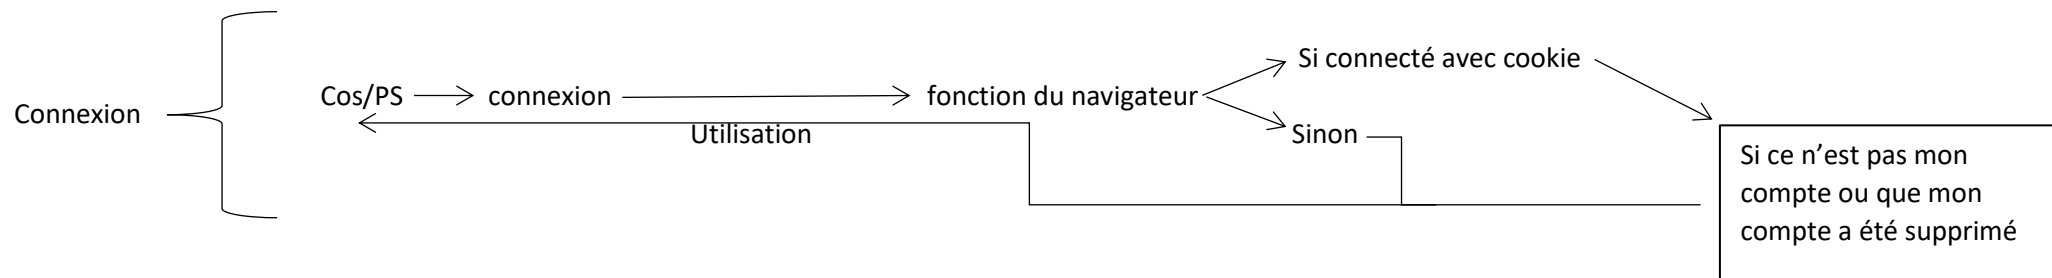 Si connecté avec cookie
Cos/PS
connexion
fonction du navigateur
Connexion
Utilisation
Sinon
Si ce n’est pas mon
compte ou que mon
compte a été supprimé